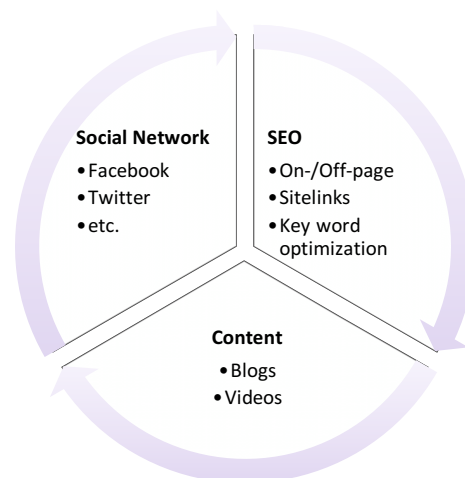 Social Network
•Facebook
•Twitter
•etc.
SEO
•On-/Off-page
•Sitelinks
•Key word
optimization
Content
•Blogs
•Videos